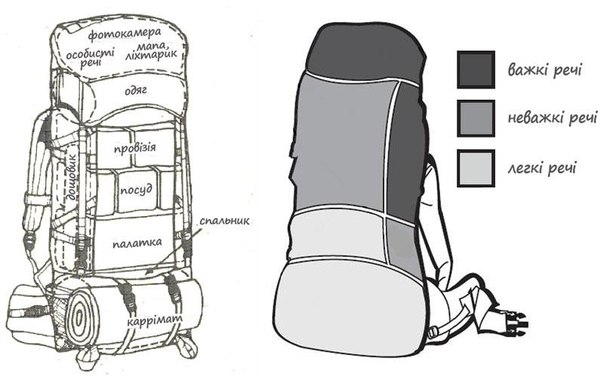 фотокамера
особисті
речі
мапа,
ліхтарик
одяг
провізія
дощовик
посуд
спальник
палатка
каррімат
важкі речі
неважкі речі
легкі речі